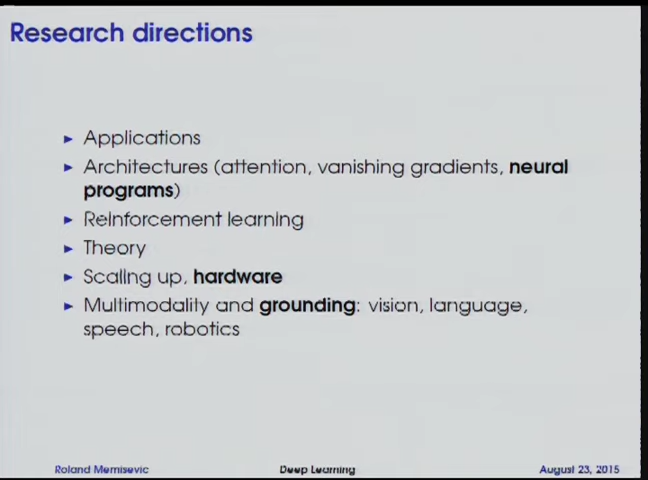 Research directions
Applications
Architectures (attention, vanishing gradients, neural
programs)
Reinforcement learning
Theory
Scaling up, hardware
Multimodality and grounding: vision, language,
speech, robotics
Roland Memisevic Deep Learning August 23, 2015